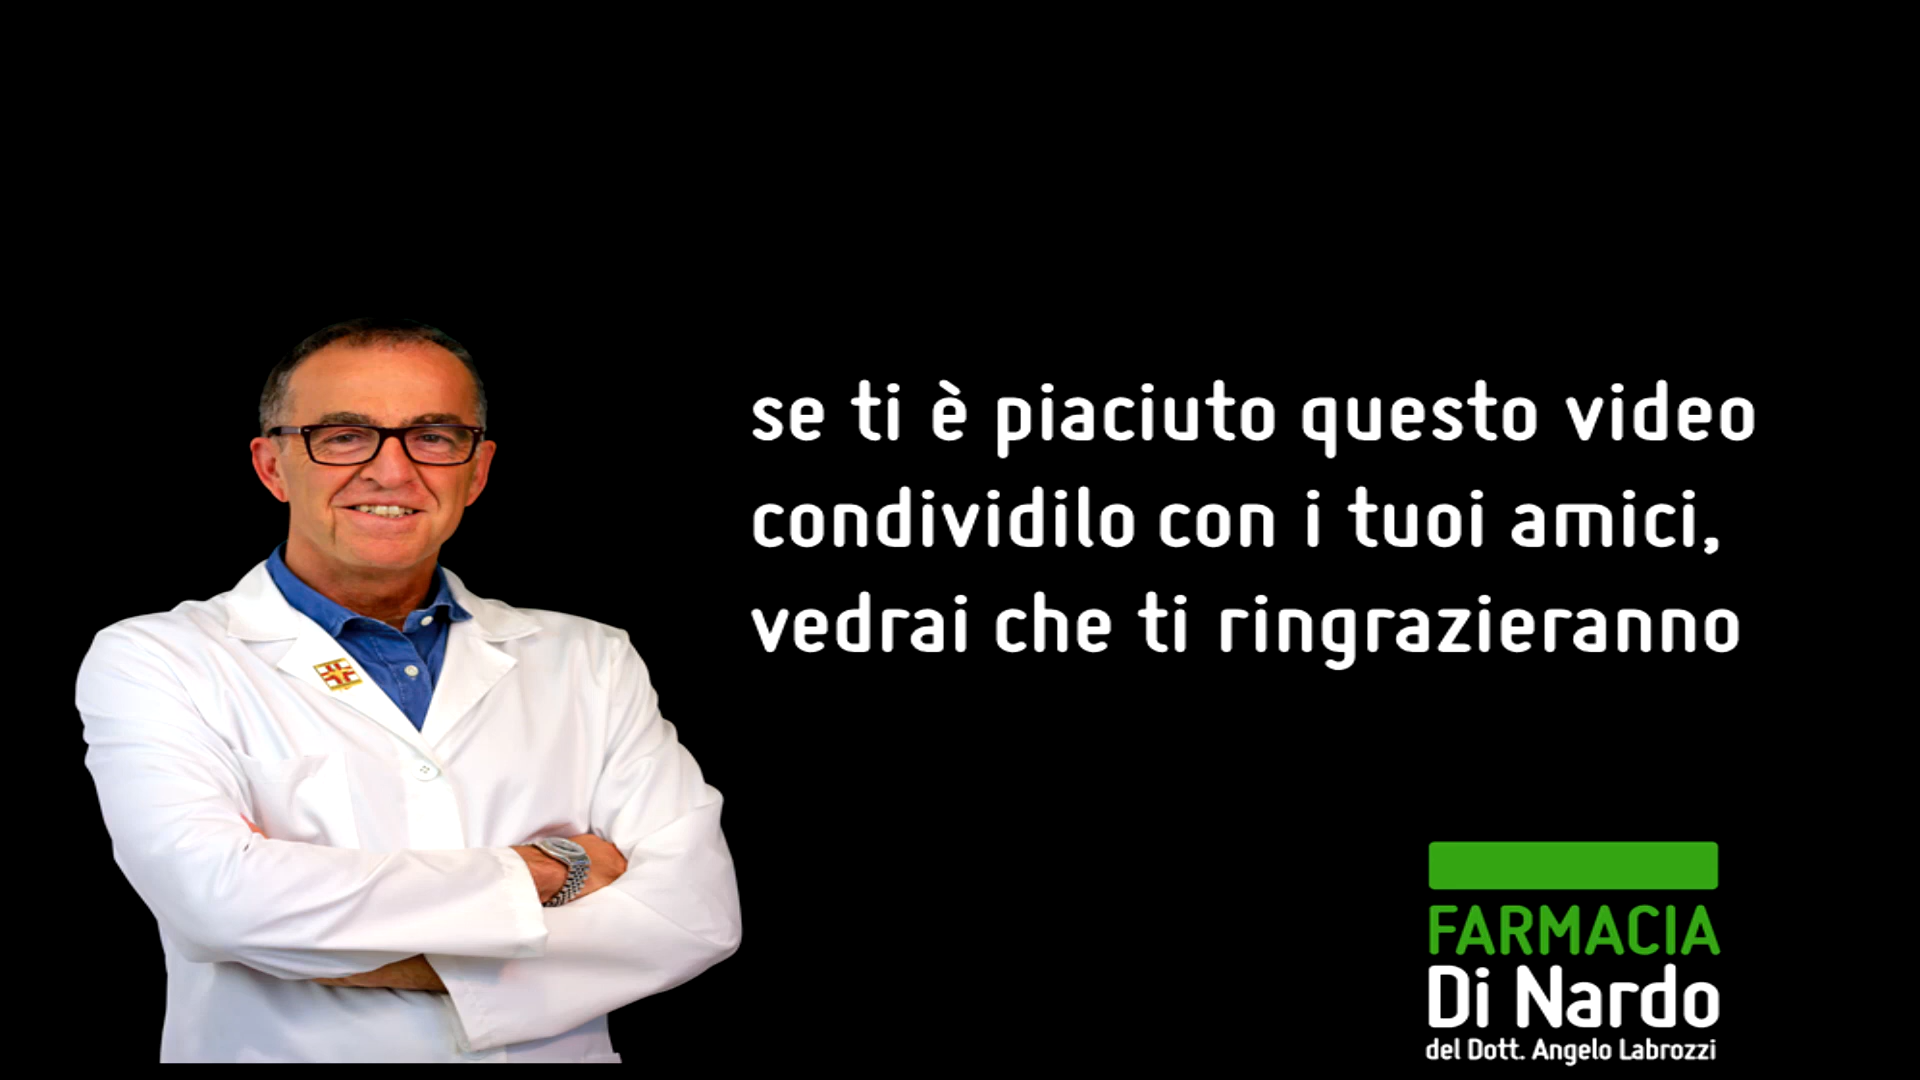 se ti è piaciuto questo video
condividilo con i tuoi amici,
vedrai che ti ringrazieranno
FARMACIA
Di Nardo
del Dott. Angelo Labrozzi